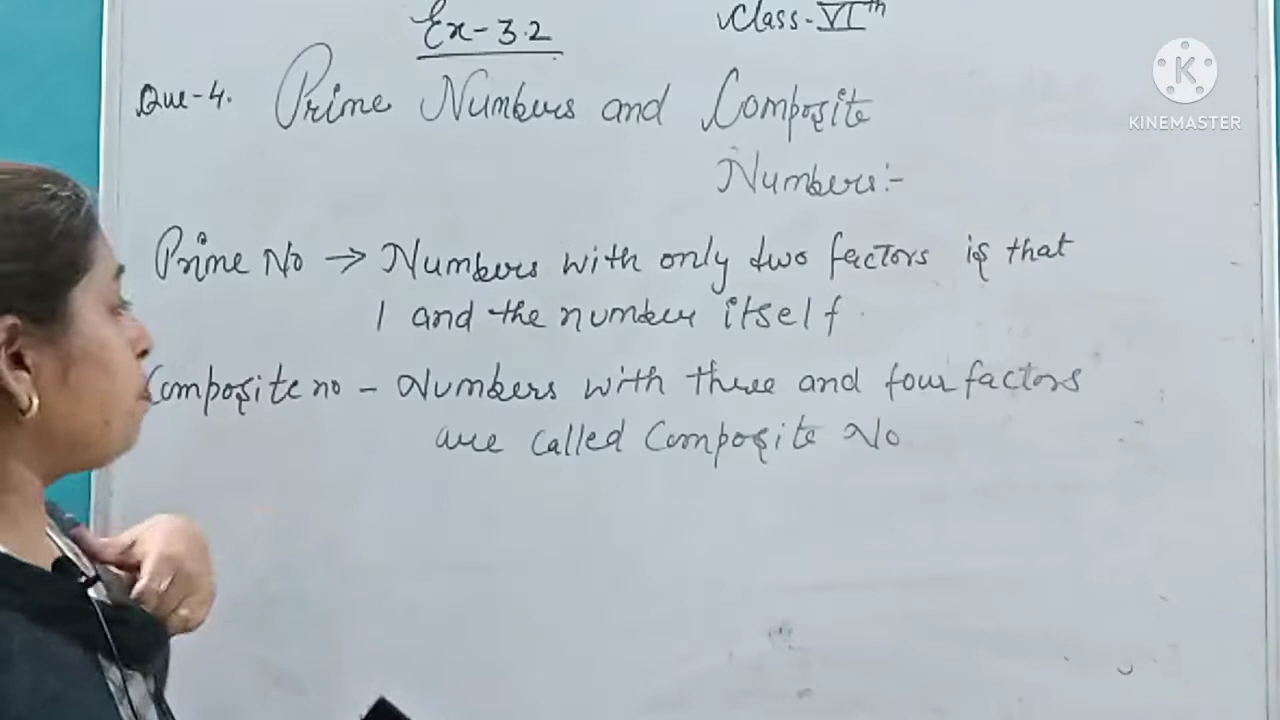 Ex-3.2
Class-VIth
Que-4. Prime Numbers and Composite
Numbers:-
Prime No → Numbers with only two factors is that
1 and the number itself.
Composite no - Numbers with three and four factors
are called Composite No
K
KINEMASTER